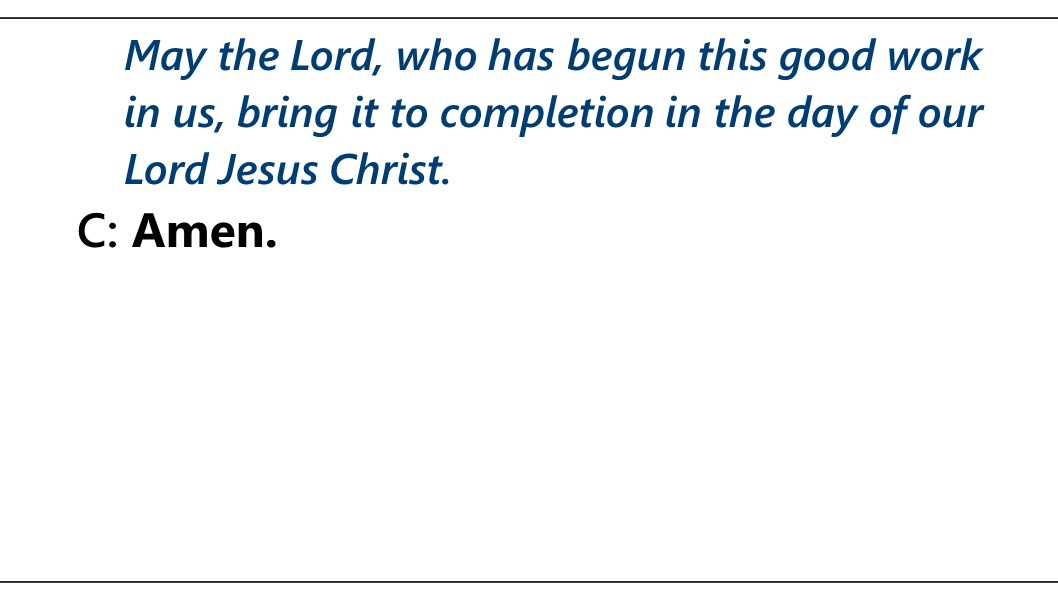 May the Lord, who has begun this good work
in us, bring it to completion in the day of our
Lord Jesus Christ.
C: Amen.